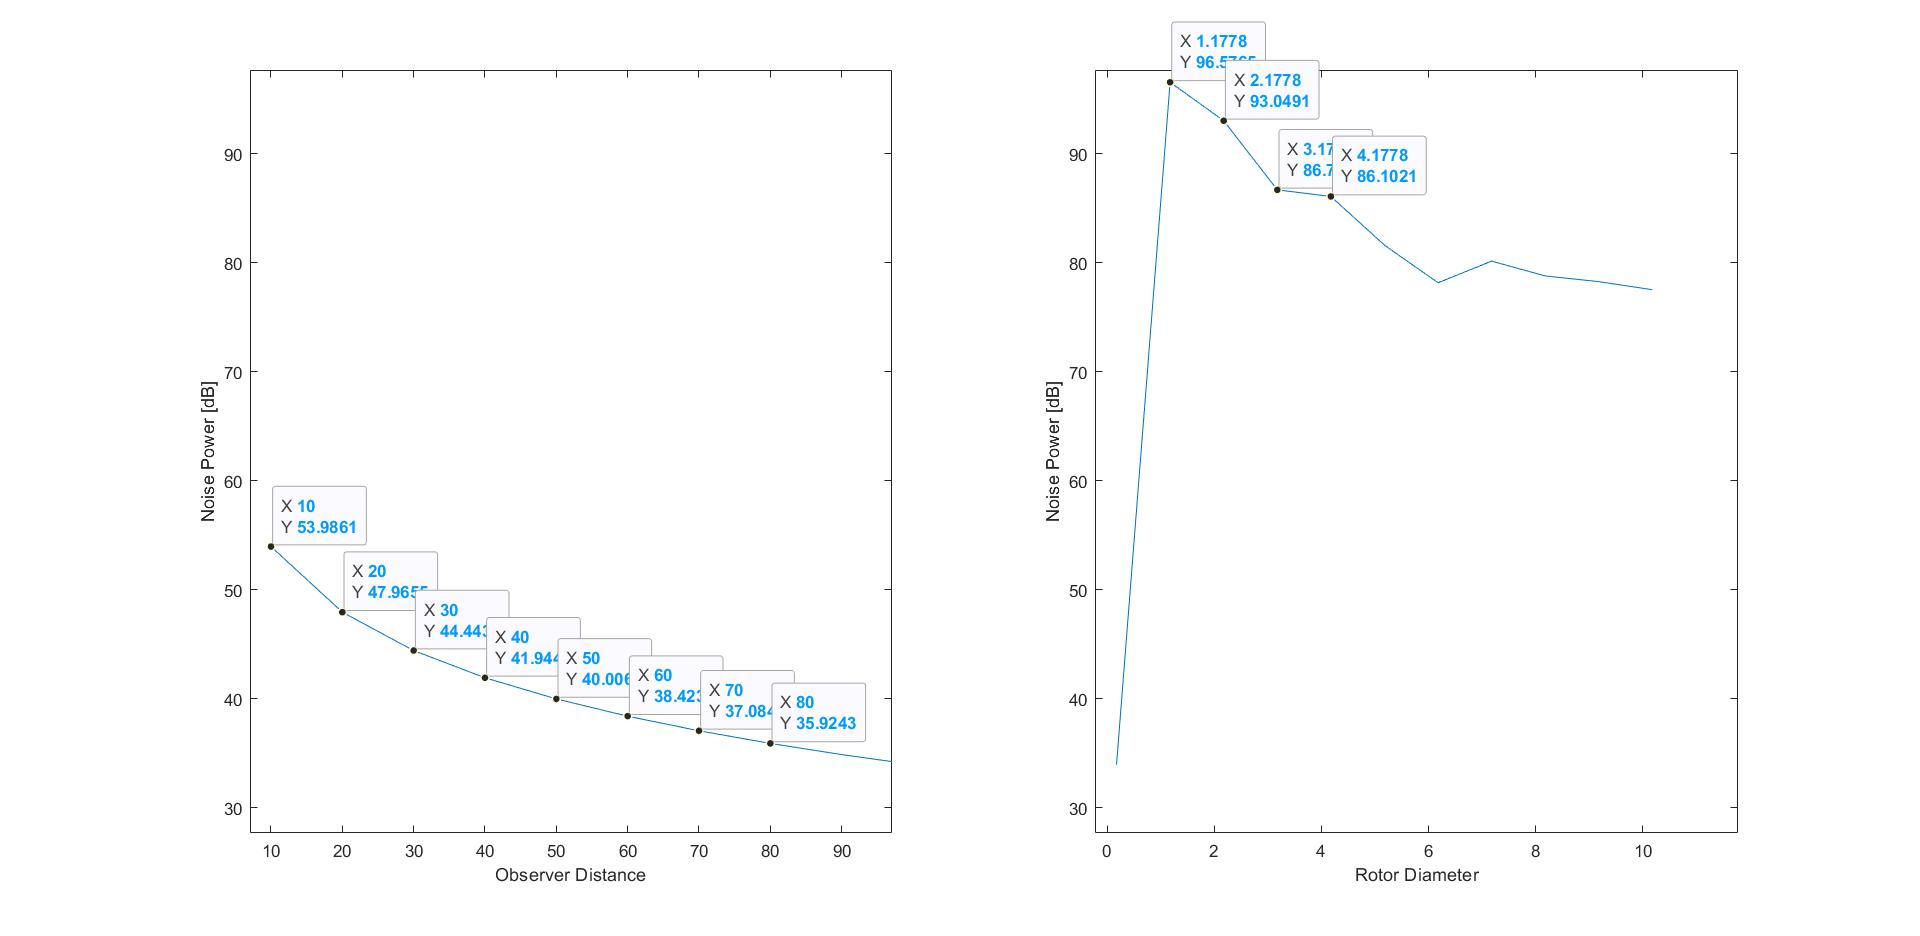 90
80
70
60
50
40
30
Noise Power [dB]
X 10
Y 53.9861
X 20
Y 47.9655
X 30
Y 44.443
X 40
Y 41.944
X 50
Y 40.006
X 60
Y 38.423
X 70
Y 37.084
X 80
Y 35.9243
10 20 30 40 50 60 70 80 90
Observer Distance
90
80
70
60
50
40
30
Noise Power [dB]
X 1.1778
Y 96.5765
X 2.1778
Y 93.0491
X 3.17
Y 86.7
X 4.1778
Y 86.1021
0 2 4 6 8 10
Rotor Diameter